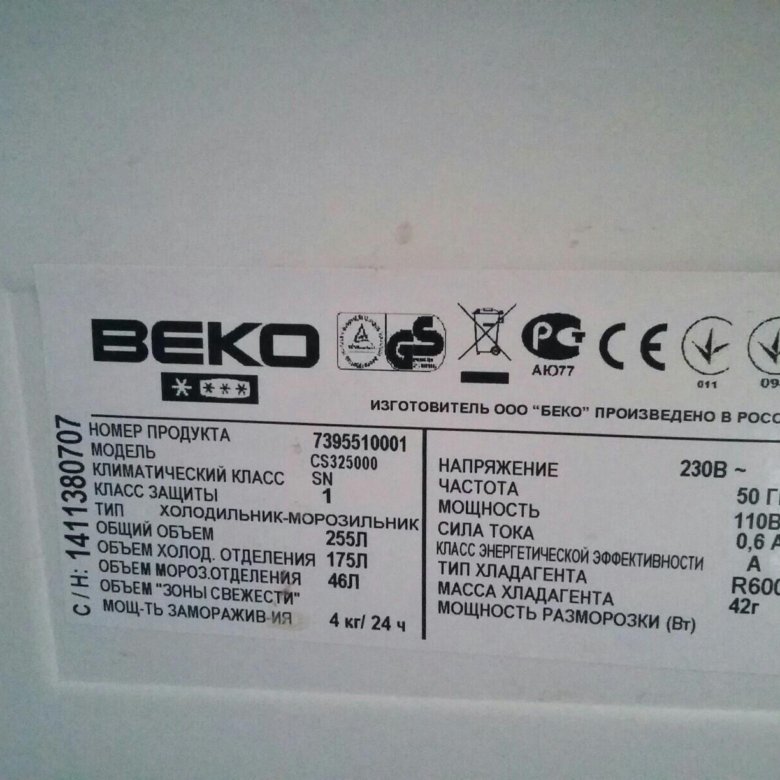 BEKO
АЮ77
011
ИЗГОТОВИТЕЛЬ ООО "БЕКО" ПРОИЗВЕДЕНО В РОСС
С / Н: 1411380707
НОМЕР ПРОДУКТА 7395510001
МОДЕЛЬ CS325000
КЛИМАТИЧЕСКИЙ КЛАСС SN
КЛАСС ЗАЩИТЫ 1
ТИП ХОЛОДИЛЬНИК-МОРОЗИЛЬНИК
ОБЩИЙ ОБЪЕМ 255Л
ОБЪЕМ ХОЛОД. ОТДЕЛЕНИЯ 175Л
ОБЪЕМ МОРОЗ.ОТДЕЛЕНИЯ 46Л
ОБЪЕМ "ЗОНЫ СВЕЖЕСТИ"
МОЩ-ТЬ ЗАМОРАЖИВ-ИЯ 4 кг/ 24 ч
НАПРЯЖЕНИЕ 230В ~
ЧАСТОТА 50 Г
МОЩНОСТЬ 110В
СИЛА ТОКА 0,6 А
КЛАСС ЭНЕРГЕТИЧЕСКОЙ ЭФФЕКТИВНОСТИ А
ТИП ХЛАДАГЕНТА R600
МАССА ХЛАДАГЕНТА 42г
МОЩНОСТЬ РАЗМОРОЗКИ (Вт)